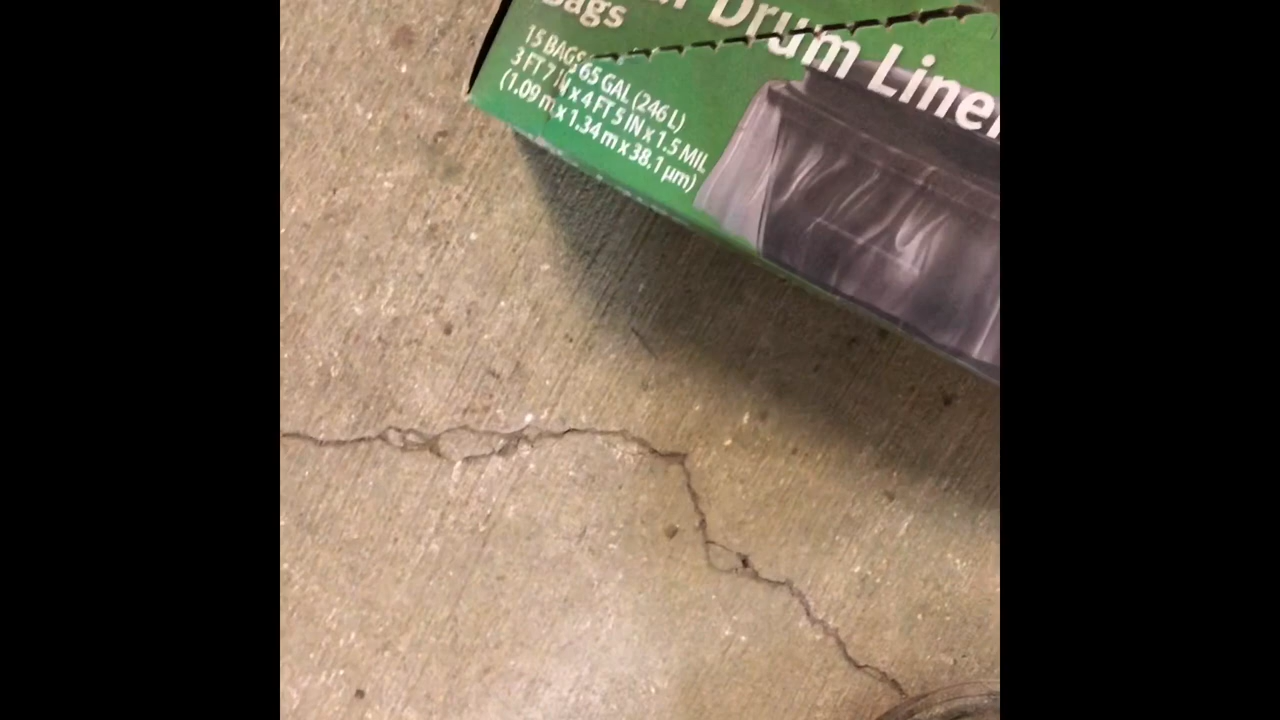 Drum Liner
Bags
15 BAGS, 65 GAL (246 L)
3 FT 7 IN x 4 FT 5 IN x 1.5 MIL
(1.09 m x 1.34 m x 38.1 µm)